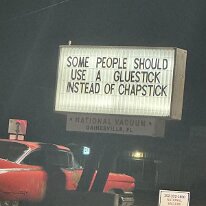 SOME PEOPLE SHOULD
USE A GLUESTICK
INSTEAD OF CHAPSTICK
NATIONAL VACUUM
GAINESVILLE, FL